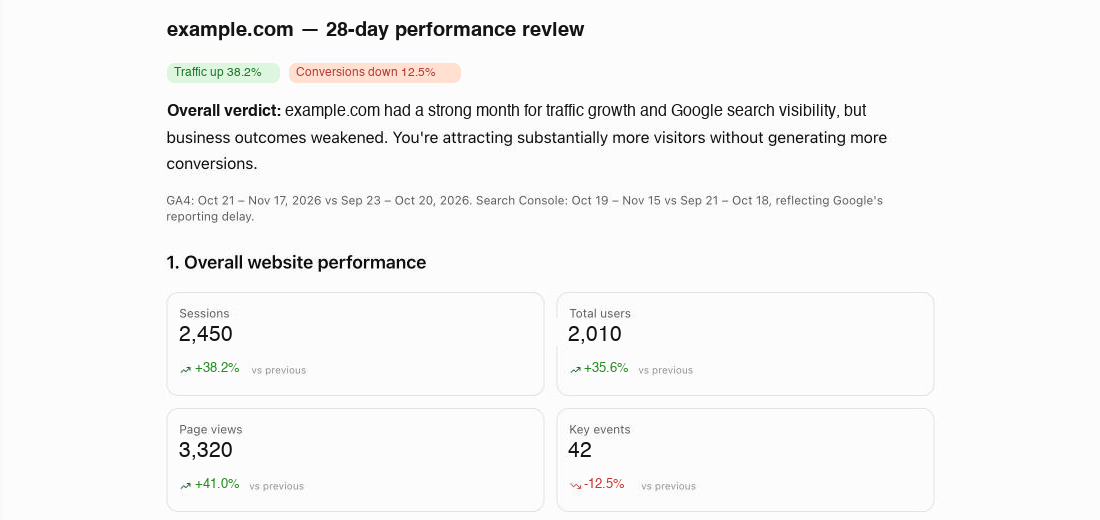 example.com — 28-day performance review
Traffic up 38.2%
Conversions down 12.5%
Overall verdict: example.com had a strong month for traffic growth and Google search visibility, but
business outcomes weakened. You're attracting substantially more visitors without generating more
conversions.
GA4: Oct 21 – Nov 17, 2026 vs Sep 23 – Oct 20, 2026. Search Console: Oct 19 – Nov 15 vs Sep 21 – Oct 18, reflecting Google's
reporting delay.
1. Overall website performance
Sessions
2,450
+38.2% vs previous
Total users
2,010
+35.6% vs previous
Page views
3,320
+41.0% vs previous
Key events
42
-12.5% vs previous